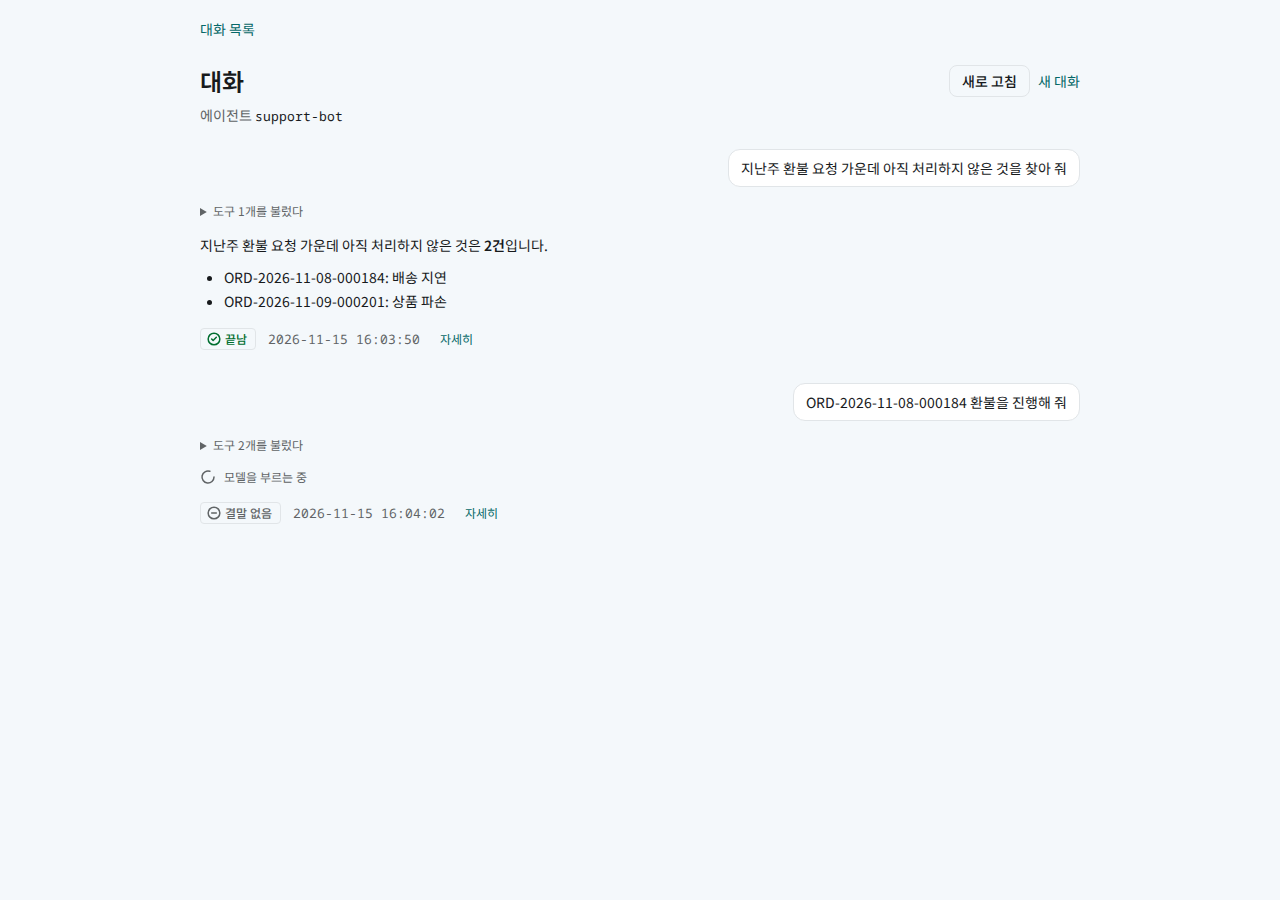 대화 목록
대화
새로 고침
새 대화
에이전트 support-bot
지난주 환불 요청 가운데 아직 처리하지 않은 것을 찾아 줘
도구 1개를 불렀다
지난주 환불 요청 가운데 아직 처리하지 않은 것은 2건입니다.
ORD-2026-11-08-000184: 배송 지연
ORD-2026-11-09-000201: 상품 파손
끝남 2026-11-15 16:03:50 자세히
ORD-2026-11-08-000184 환불을 진행해 줘
도구 2개를 불렀다
모델을 부르는 중
결말 없음 2026-11-15 16:04:02 자세히